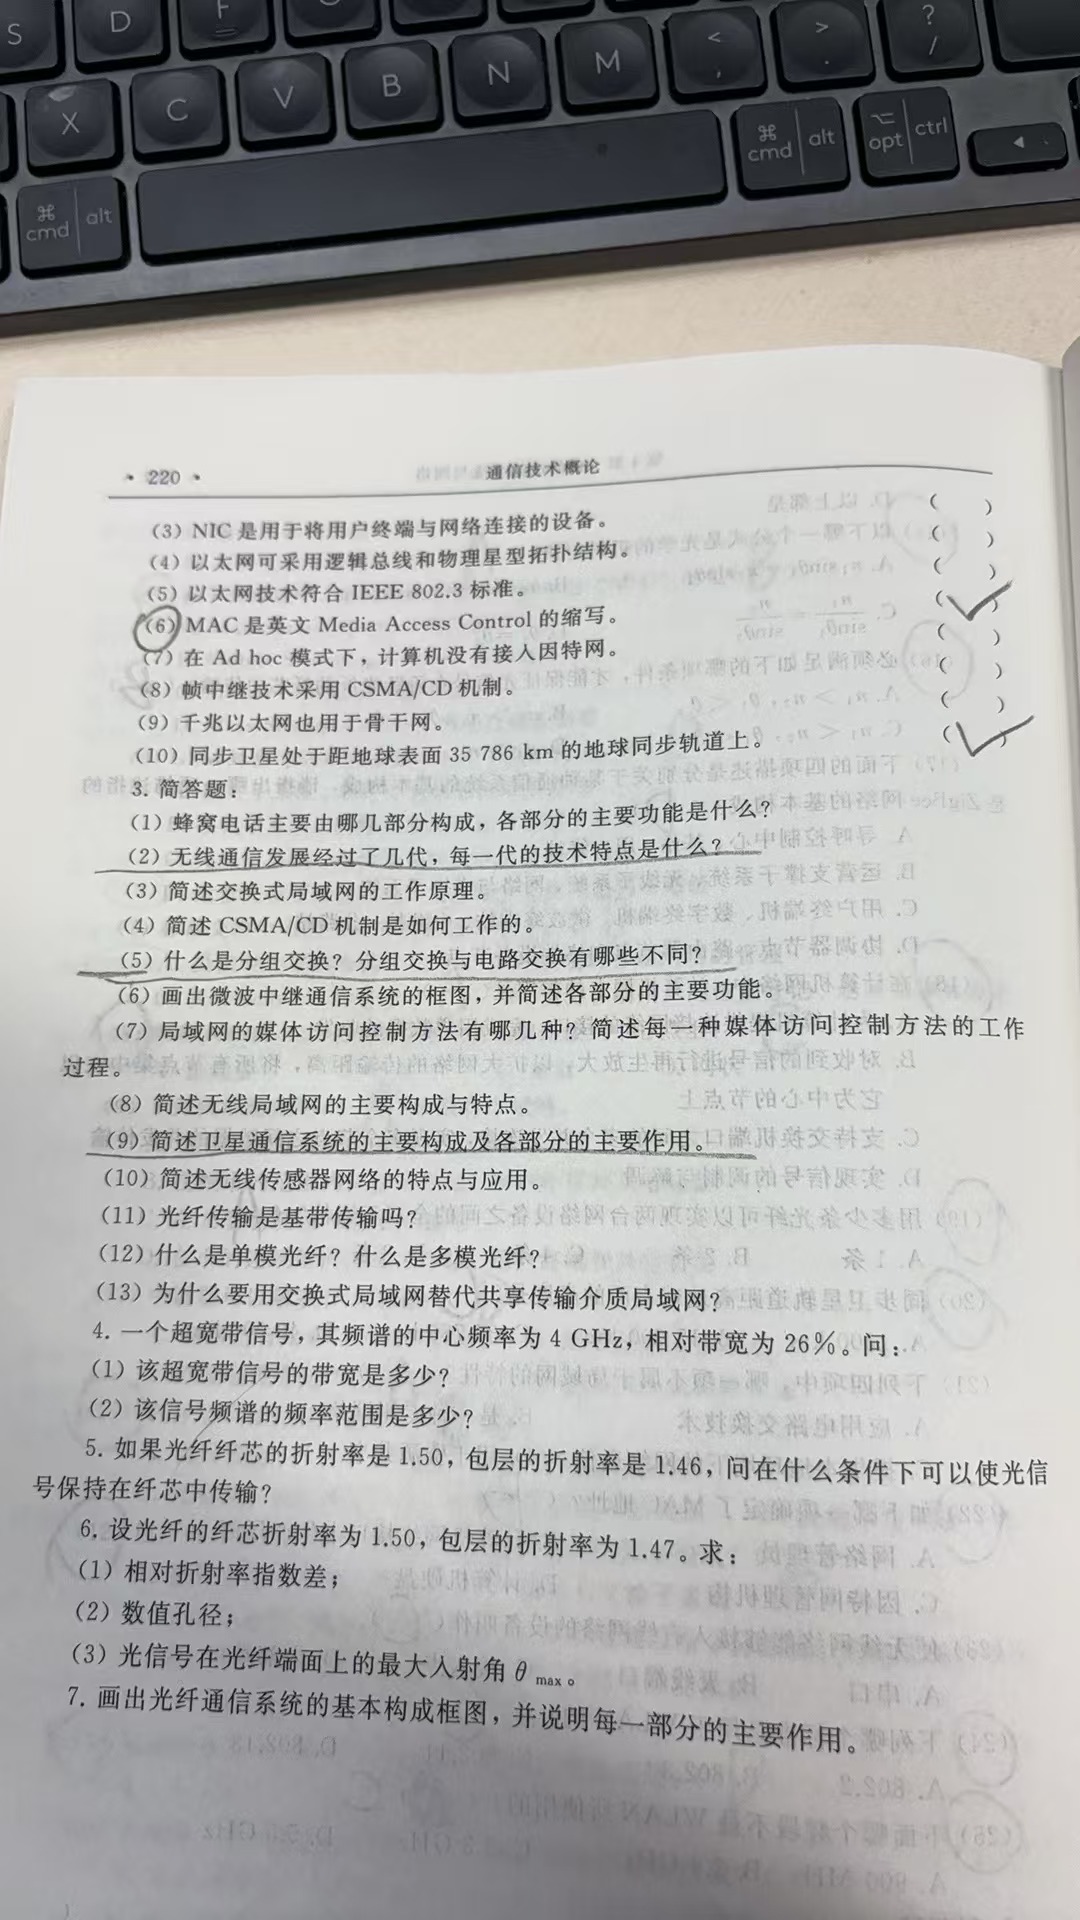 S D F
X C V B N M < , > . ? /
⌘ cmd alt ⌘ cmd alt ⌥ opt ctrl ◀
· 220 · 通信技术概论
(3) NIC 是用于将用户终端与网络连接的设备。 ( )
(4) 以太网可采用逻辑总线和物理星型拓扑结构。 ( )
(5) 以太网技术符合 IEEE 802.3 标准。 ( )
(6) MAC 是英文 Media Access Control 的缩写。 (✓)
(7) 在 Ad hoc 模式下，计算机没有接入因特网。 ( )
(8) 帧中继技术采用 CSMA/CD 机制。 ( )
(9) 千兆以太网也用于骨干网。 ( )
(10) 同步卫星处于距地球表面 35 786 km 的地球同步轨道上。 (✓)
3. 简答题：
(1) 蜂窝电话主要由哪几部分构成，各部分的主要功能是什么？
(2) 无线通信发展经过了几代，每一代的技术特点是什么？
(3) 简述交换式局域网的工作原理。
(4) 简述 CSMA/CD 机制是如何工作的。
(5) 什么是分组交换？分组交换与电路交换有哪些不同？
(6) 画出微波中继通信系统的框图，并简述各部分的主要功能。
(7) 局域网的媒体访问控制方法有哪几种？简述每一种媒体访问控制方法的工作
过程。
(8) 简述无线局域网的主要构成与特点。
(9) 简述卫星通信系统的主要构成及各部分的主要作用。
(10) 简述无线传感器网络的特点与应用。
(11) 光纤传输是基带传输吗？
(12) 什么是单模光纤？什么是多模光纤？
(13) 为什么要用交换式局域网替代共享传输介质局域网？
4. 一个超宽带信号，其频谱的中心频率为 4 GHz，相对带宽为 26%。问：
(1) 该超宽带信号的带宽是多少？
(2) 该信号频谱的频率范围是多少？
5. 如果光纤纤芯的折射率是 1.50，包层的折射率是 1.46，问在什么条件下可以使光信
号保持在纤芯中传输？
6. 设光纤的纤芯折射率为 1.50，包层的折射率为 1.47。求：
(1) 相对折射率指数差；
(2) 数值孔径；
(3) 光信号在光纤端面上的最大入射角 θ max。
7. 画出光纤通信系统的基本构成框图，并说明每一部分的主要作用。